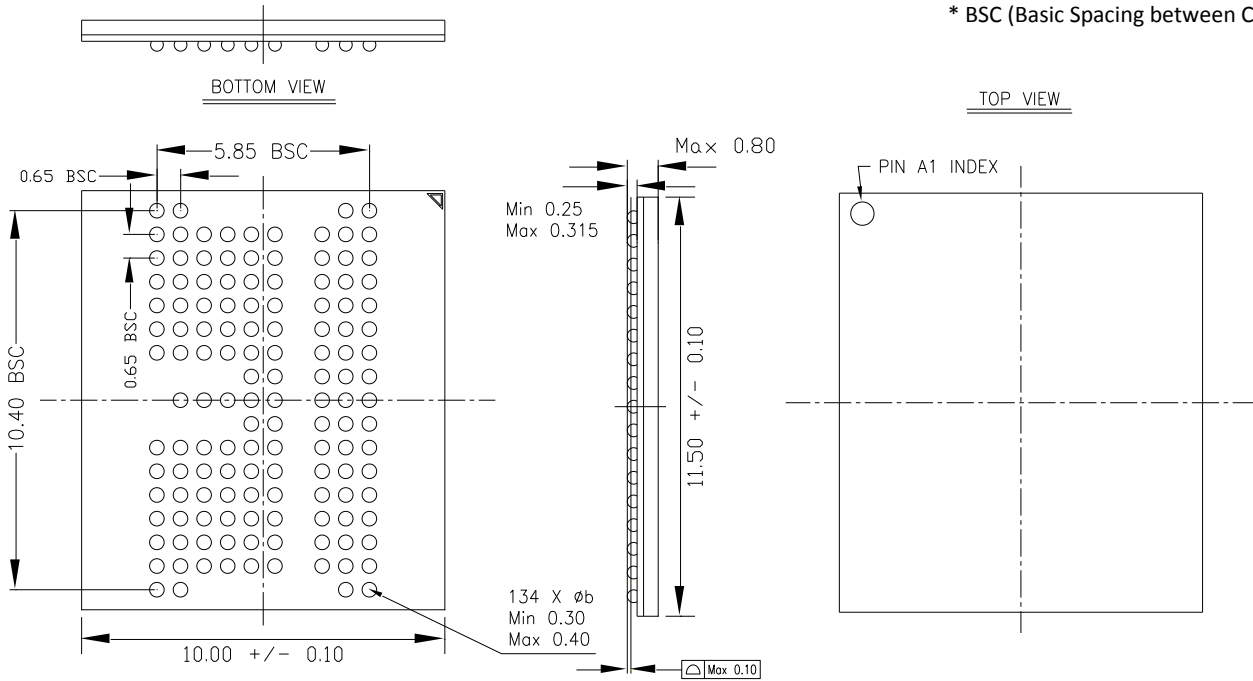 * BSC (Basic Spacing between C
BOTTOM VIEW
TOP VIEW
5.85 BSC
Max 0.80
0.65 BSC
PIN A1 INDEX
Min 0.25
Max 0.315
0.65 BSC
10.40 BSC
11.50 +/- 0.10
134 X øb
Min 0.30
Max 0.40
10.00 +/- 0.10
Max 0.10